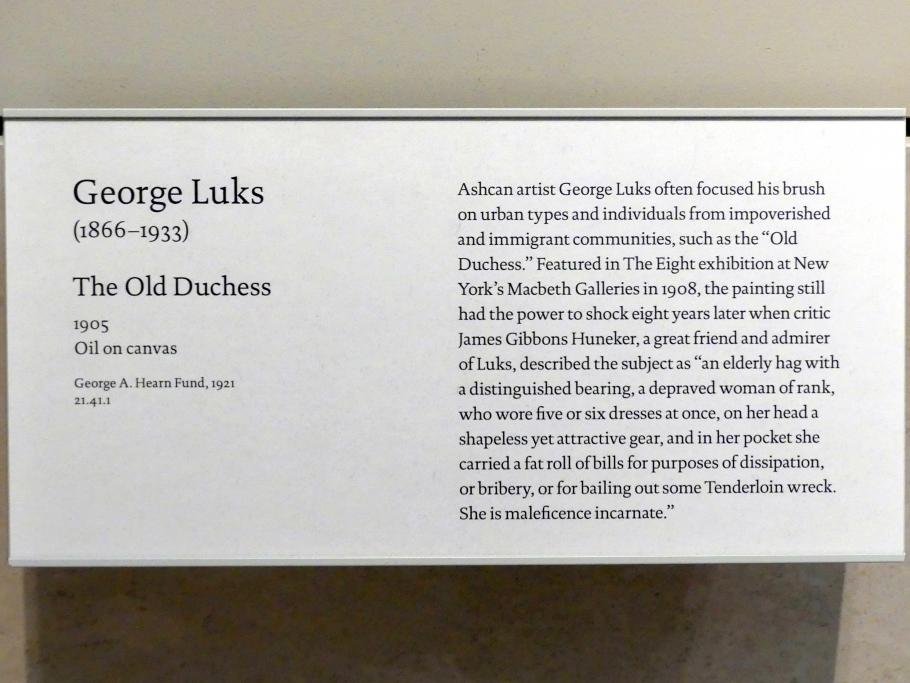 George Luks
(1866–1933)
The Old Duchess
1905
Oil on canvas
George A. Hearn Fund, 1921
21.41.1
Ashcan artist George Luks often focused his brush
on urban types and individuals from impoverished
and immigrant communities, such as the “Old
Duchess.” Featured in The Eight exhibition at New
York’s Macbeth Galleries in 1908, the painting still
had the power to shock eight years later when critic
James Gibbons Huneker, a great friend and admirer
of Luks, described the subject as “an elderly hag with
a distinguished bearing, a depraved woman of rank,
who wore five or six dresses at once, on her head a
shapeless yet attractive gear, and in her pocket she
carried a fat roll of bills for purposes of dissipation,
or bribery, or for bailing out some Tenderloin wreck.
She is maleficence incarnate.”